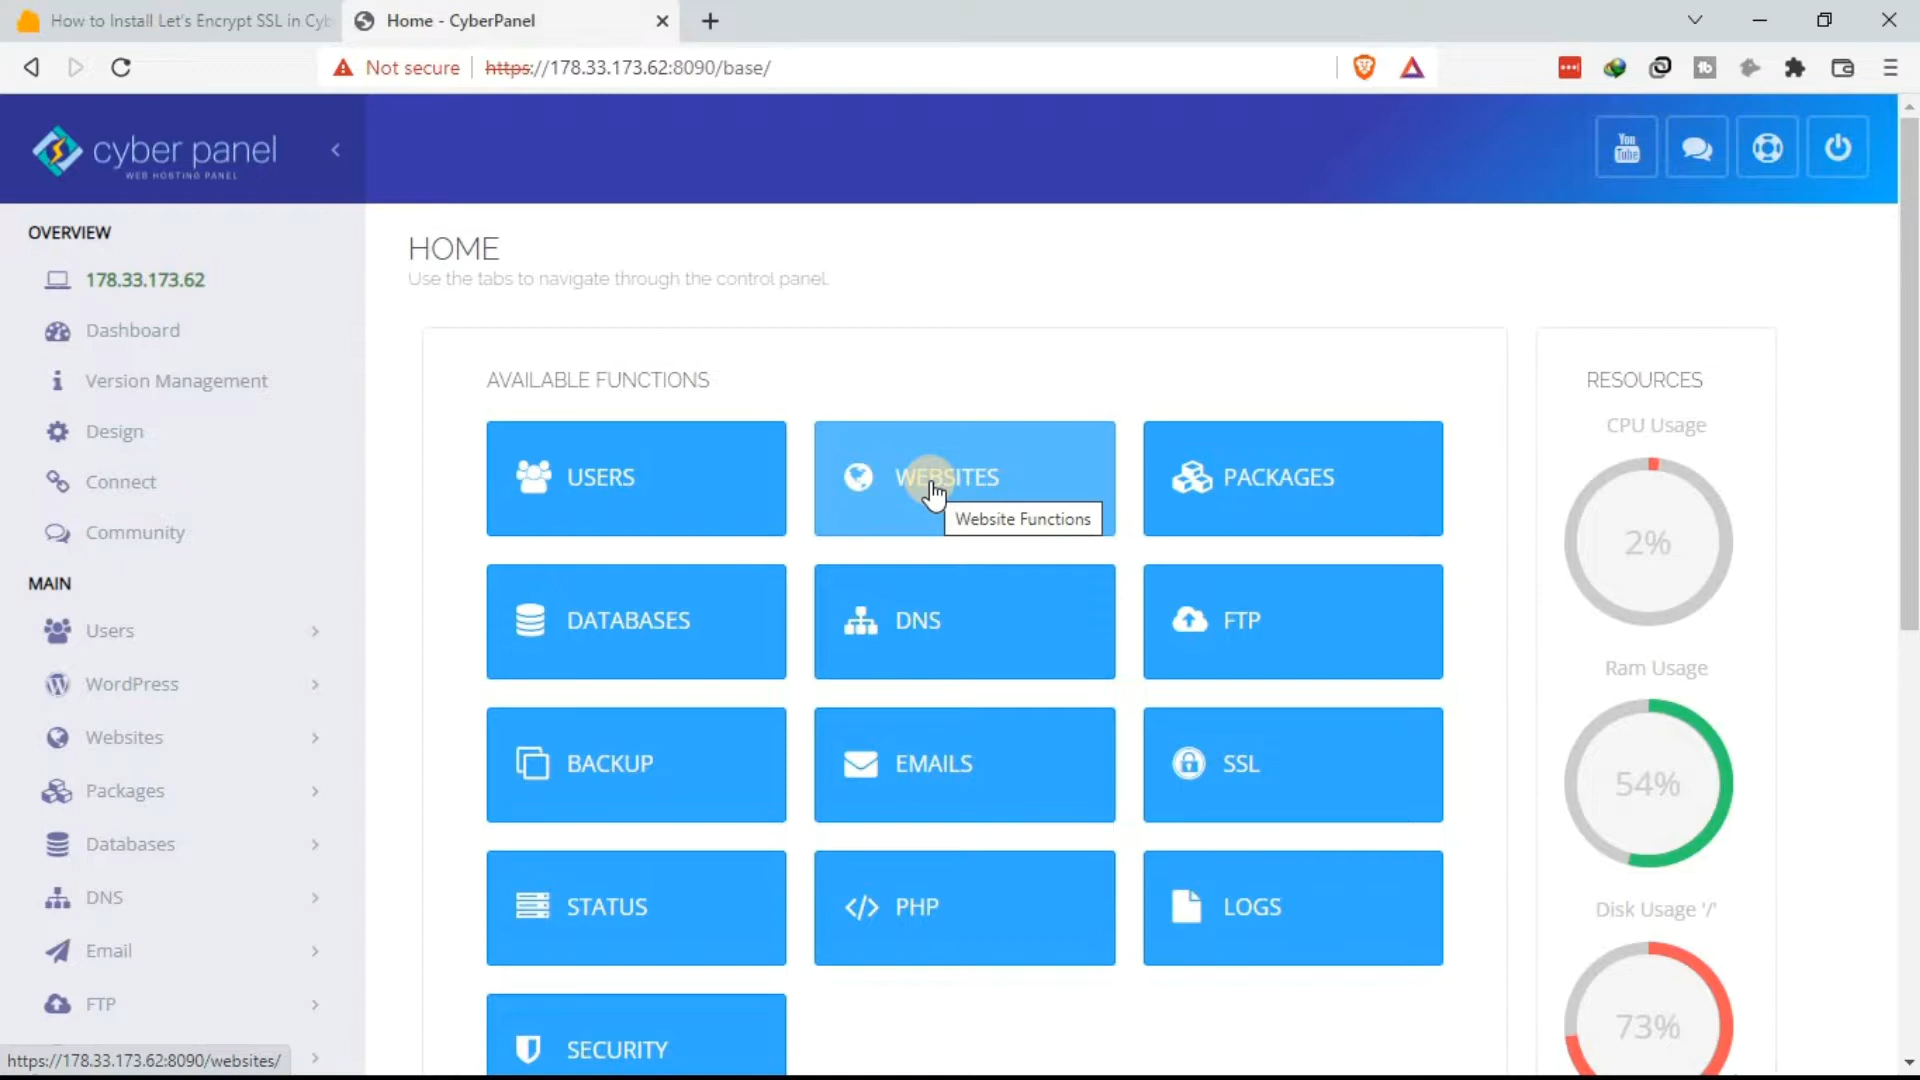 How to Install Let's Encrypt SSL in Cyb
Home - CyberPanel
Not secure
https://178.33.173.62:8090/base/
cyber panel
WEB HOSTING PANEL
You
Tube
OVERVIEW
178.33.173.62
Dashboard
Version Management
Design
Connect
Community
MAIN
Users
WordPress
Websites
Packages
Databases
DNS
Email
FTP
https://178.33.173.62:8090/websites/
HOME
Use the tabs to navigate through the control panel.
AVAILABLE FUNCTIONS
USERS
WEBSITES
PACKAGES
Website Functions
DATABASES
DNS
FTP
BACKUP
EMAILS
SSL
STATUS
PHP
LOGS
SECURITY
RESOURCES
CPU Usage
2%
Ram Usage
54%
Disk Usage '/'
73%